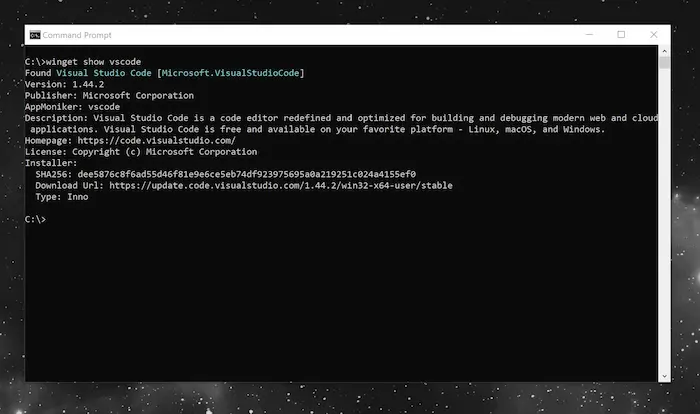 Command Prompt
C:\>winget show vscode
Found Visual Studio Code [Microsoft.VisualStudioCode]
Version: 1.44.2
Publisher: Microsoft Corporation
AppMoniker: vscode
Description: Visual Studio Code is a code editor redefined and optimized for building and debugging modern web and cloud
 applications. Visual Studio Code is free and available on your favorite platform - Linux, macOS, and Windows.
Homepage: https://code.visualstudio.com/
License: Copyright (c) Microsoft Corporation
Installer:
  SHA256: dee5876c8f6ad55d46f81e9e6ce5eb74df923975695a0a219251c024a4155ef0
  Download Url: https://update.code.visualstudio.com/1.44.2/win32-x64-user/stable
  Type: Inno
C:\>